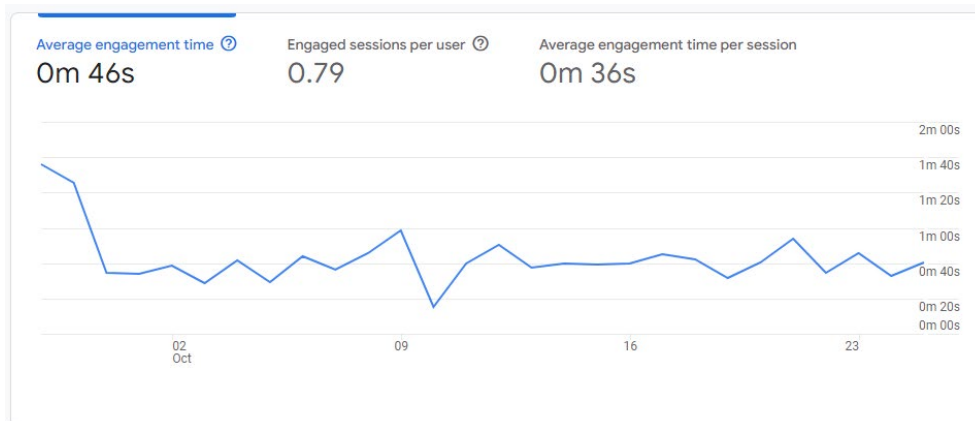 Average engagement time
0m 46s
Engaged sessions per user
0.79
Average engagement time per session
0m 36s
2m 00s
1m 40s
1m 20s
1m 00s
0m 40s
0m 20s
0m 00s
02
Oct
09
16
23